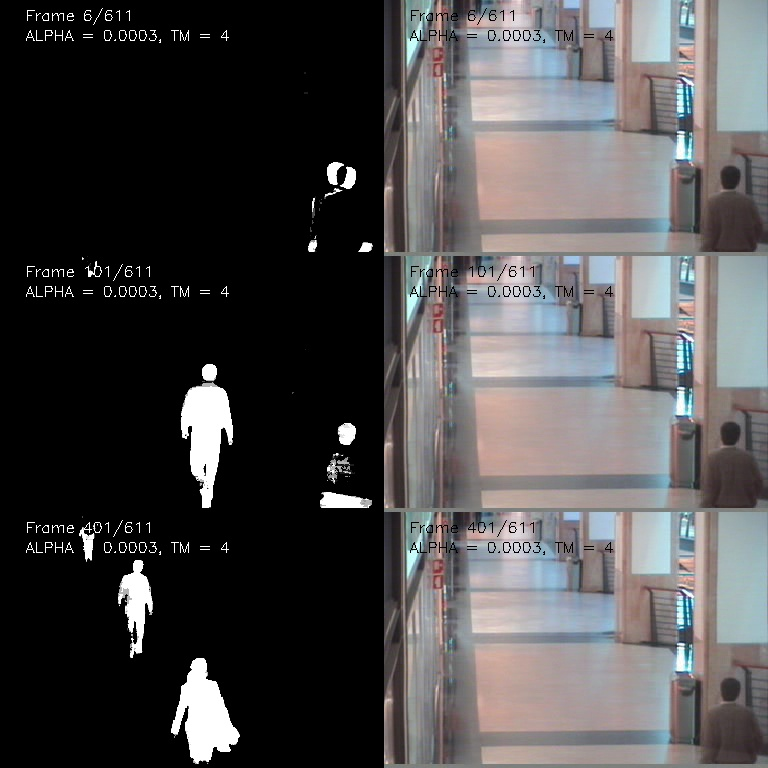 Frame 6/611
ALPHA = 0.0003, TM = 4
Frame 6/611
ALPHA = 0.0003, TM = 4
Frame 101/611
ALPHA = 0.0003, TM = 4
Frame 101/611
ALPHA = 0.0003, TM = 4
Frame 401/611
ALPHA = 0.0003, TM = 4
Frame 401/611
ALPHA = 0.0003, TM = 4